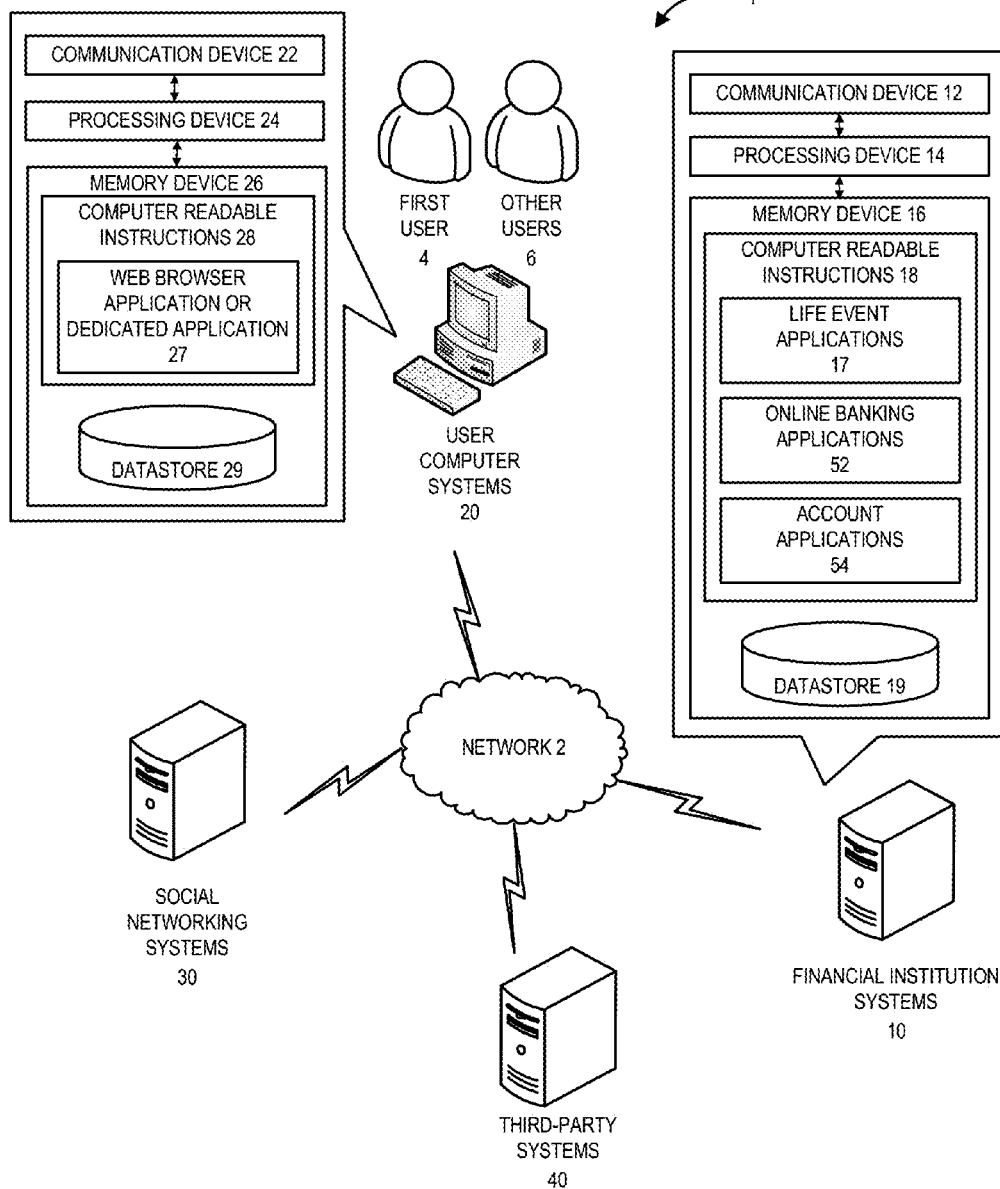 COMMUNICATION DEVICE 22
PROCESSING DEVICE 24
MEMORY DEVICE 26
COMPUTER READABLE
INSTRUCTIONS 28
WEB BROWSER
APPLICATION OR
DEDICATED APPLICATION
27
DATASTORE 29
FIRST
USER
4
OTHER
USERS
6
USER
COMPUTER
SYSTEMS
20
COMMUNICATION DEVICE 12
PROCESSING DEVICE 14
MEMORY DEVICE 16
COMPUTER READABLE
INSTRUCTIONS 18
LIFE EVENT
APPLICATIONS
17
ONLINE BANKING
APPLICATIONS
52
ACCOUNT
APPLICATIONS
54
DATASTORE 19
NETWORK 2
SOCIAL
NETWORKING
SYSTEMS
30
THIRD-PARTY
SYSTEMS
40
FINANCIAL INSTITUTION
SYSTEMS
10